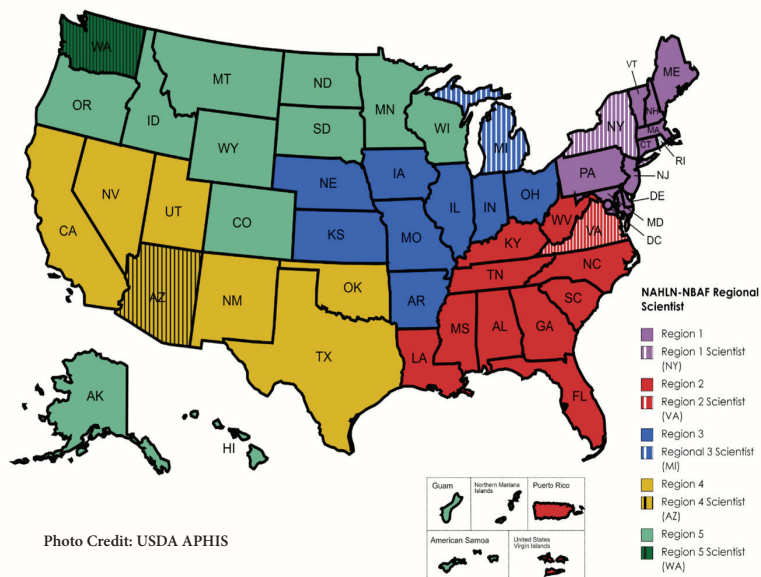 WA
MT
ND
MN
OR
ID
SD
WI
WY
MI
VT
ME
NH
NY
MA
CT
RI
NJ
PA
DE
MD
DC
NV
UT
CO
NE
IA
IL
IN
OH
WV
VA
CA
KS
MO
KY
AZ
NM
OK
AR
TN
NC
SC
TX
LA
MS
AL
GA
FL
AK
HI
NAHLN-NBAF Regional
Scientist
Region 1
Region 1 Scientist
(NY)
Region 2
Region 2 Scientist
(VA)
Region 3
Regional 3 Scientist
(MI)
Region 4
Region 4 Scientist
(AZ)
Region 5
Region 5 Scientist
(WA)
Guam
Northern Mariana
Islands
Puerto Rico
American Samoa
United States
Virgin Islands
Photo Credit: USDA APHIS